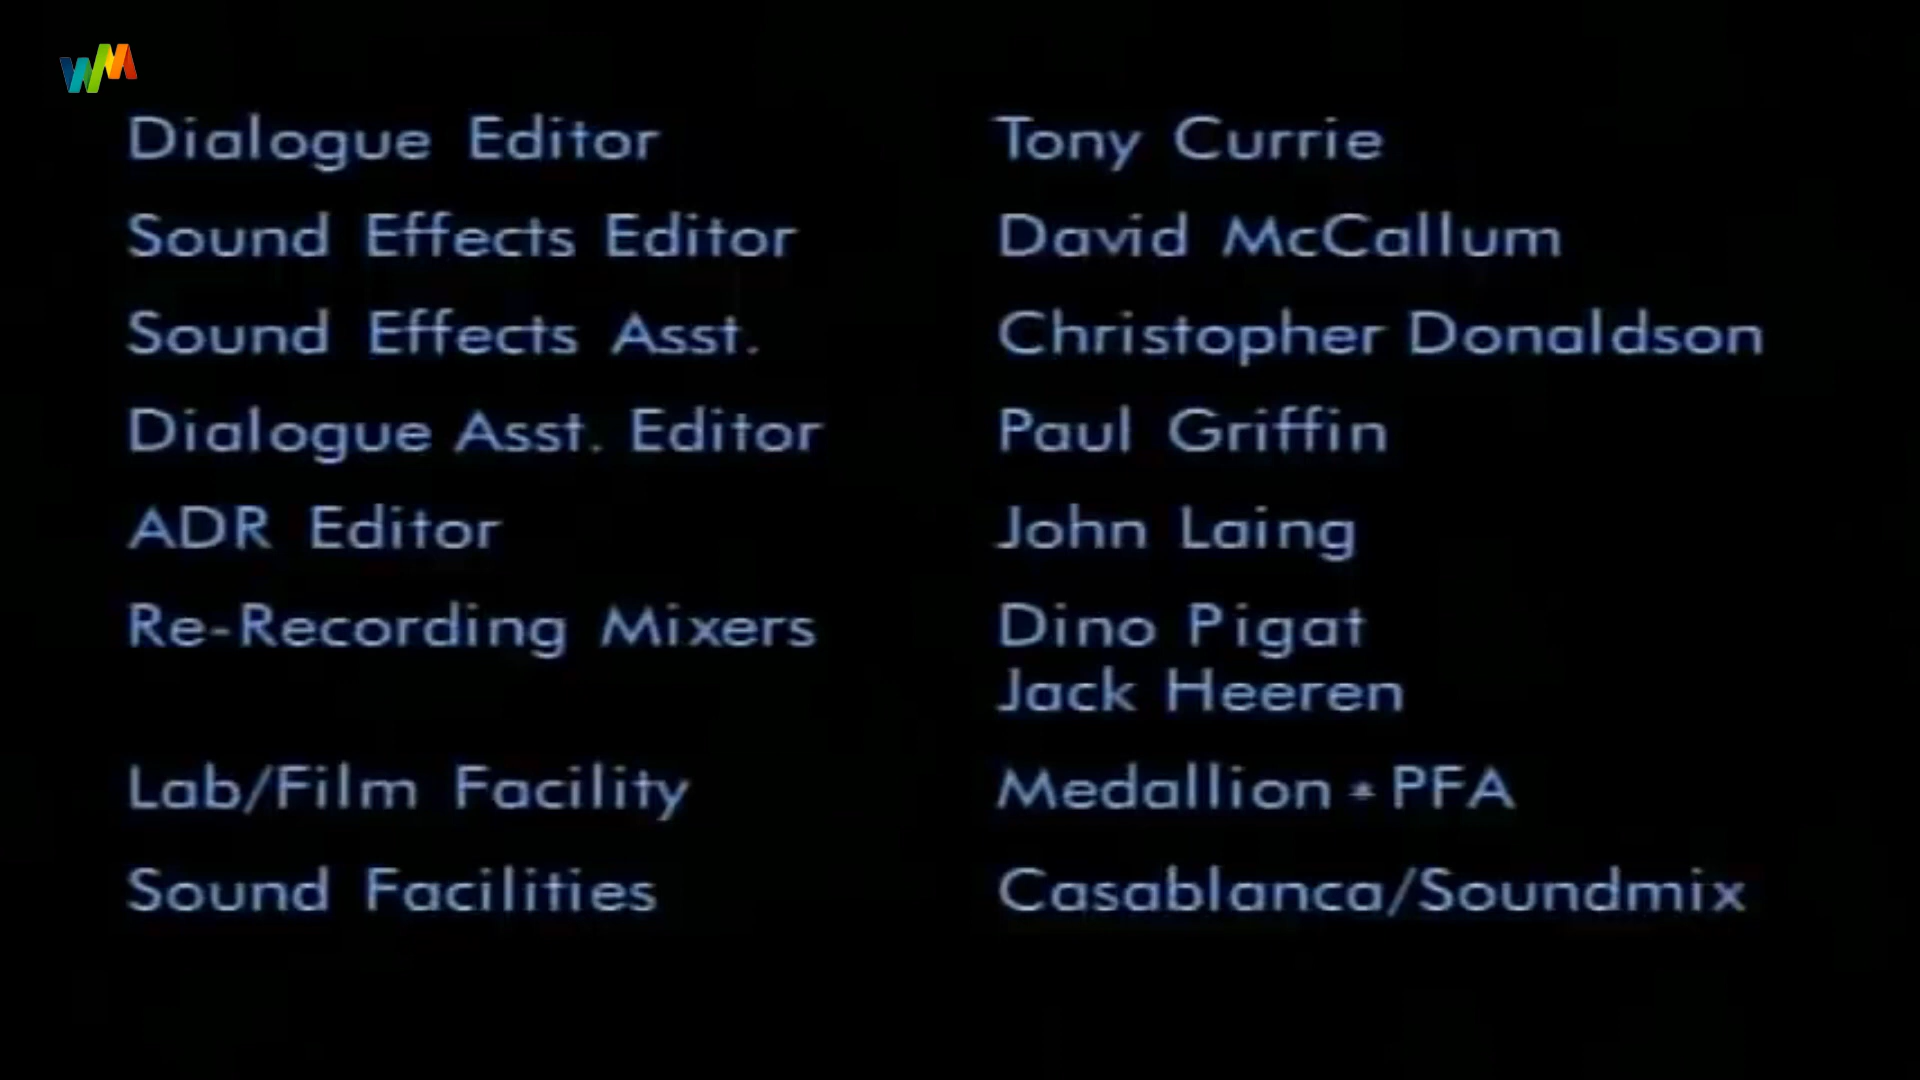 WM
Dialogue Editor Tony Currie
Sound Effects Editor David McCallum
Sound Effects Asst. Christopher Donaldson
Dialogue Asst. Editor Paul Griffin
ADR Editor John Laing
Re-Recording Mixers Dino Pigat
Jack Heeren
Lab/Film Facility Medallion • PFA
Sound Facilities Casablanca/Soundmix